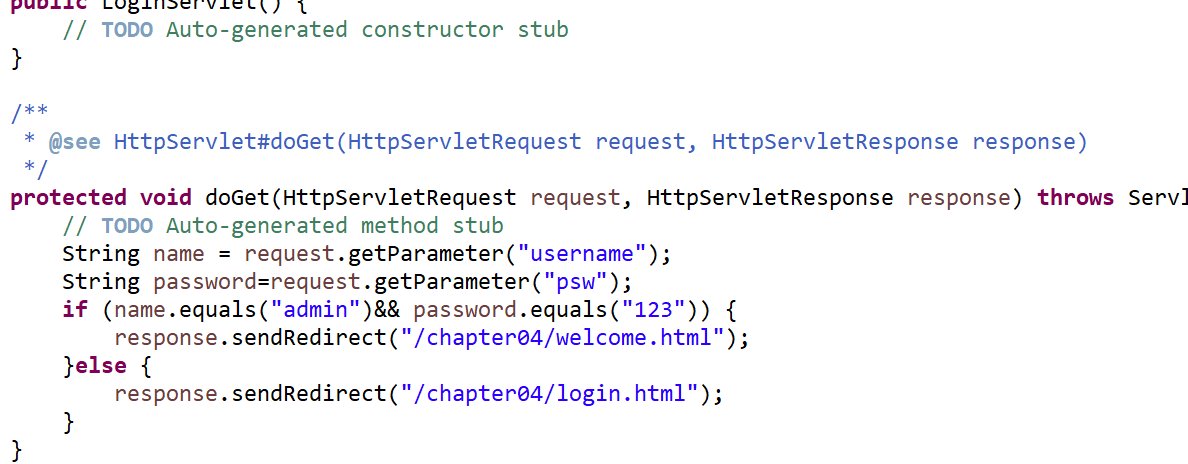 public LoginServlet() {
// TODO Auto-generated constructor stub
}
/**
* @see HttpServlet#doGet(HttpServletRequest request, HttpServletResponse response)
*/
protected void doGet(HttpServletRequest request, HttpServletResponse response) throws Servl
// TODO Auto-generated method stub
String name = request.getParameter("username");
String password=request.getParameter("psw");
if (name.equals("admin")&& password.equals("123")) {
response.sendRedirect("/chapter04/welcome.html");
}else {
response.sendRedirect("/chapter04/login.html");
}
}